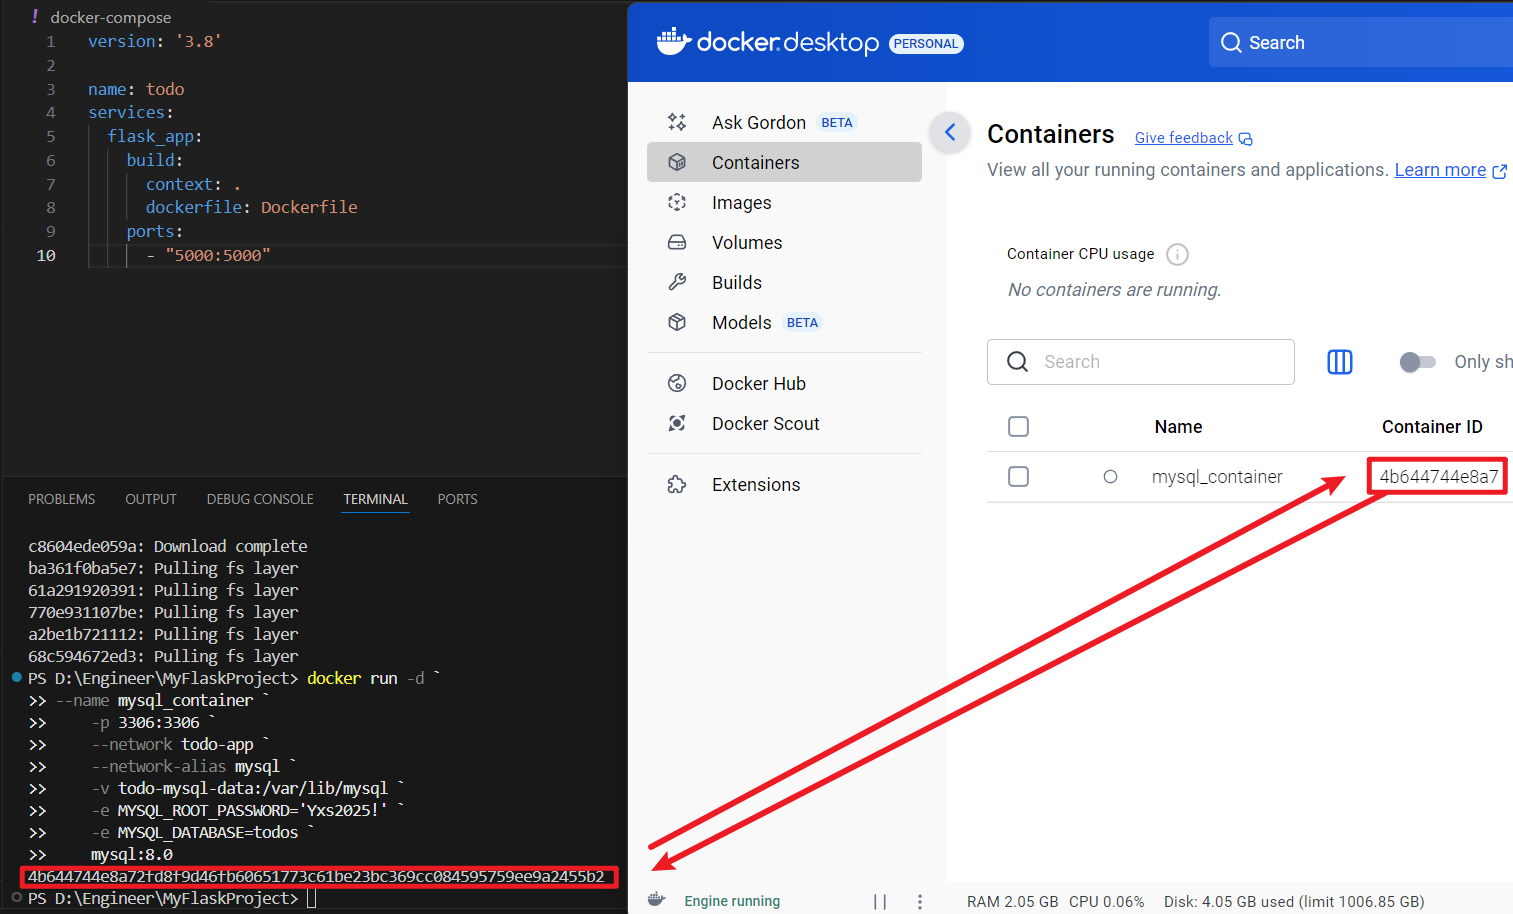 ! docker-compose
1 version: '3.8'
2
3 name: todo
4 services:
5 flask_app:
6 build:
7 context: .
8 dockerfile: Dockerfile
9 ports:
10 - "5000:5000"
PROBLEMS OUTPUT DEBUG CONSOLE TERMINAL PORTS
c8604ede059a: Download complete
ba361f0ba5e7: Pulling fs layer
61a291920391: Pulling fs layer
770e931107be: Pulling fs layer
a2be1b721112: Pulling fs layer
68c594672ed3: Pulling fs layer
PS D:\Engineer\MyFlaskProject> docker run -d `
>> --name mysql_container `
>> -p 3306:3306 `
>> --network todo-app `
>> --network-alias mysql `
>> -v todo-mysql-data:/var/lib/mysql `
>> -e MYSQL_ROOT_PASSWORD='Yxs2025!' `
>> -e MYSQL_DATABASE=todos `
>> mysql:8.0
4b644744e8a72fd8f9d46fb60651773c61be23bc369cc084595759ee9a2455b2
PS D:\Engineer\MyFlaskProject>
docker.desktop PERSONAL
Search
Ask Gordon BETA
Containers
Images
Volumes
Builds
Models BETA
Docker Hub
Docker Scout
Extensions
Containers Give feedback
View all your running containers and applications. Learn more
Container CPU usage
No containers are running.
Search
Only sh
Name Container ID
mysql_container 4b644744e8a7
Engine running
RAM 2.05 GB CPU 0.06% Disk: 4.05 GB used (limit 1006.85 GB)